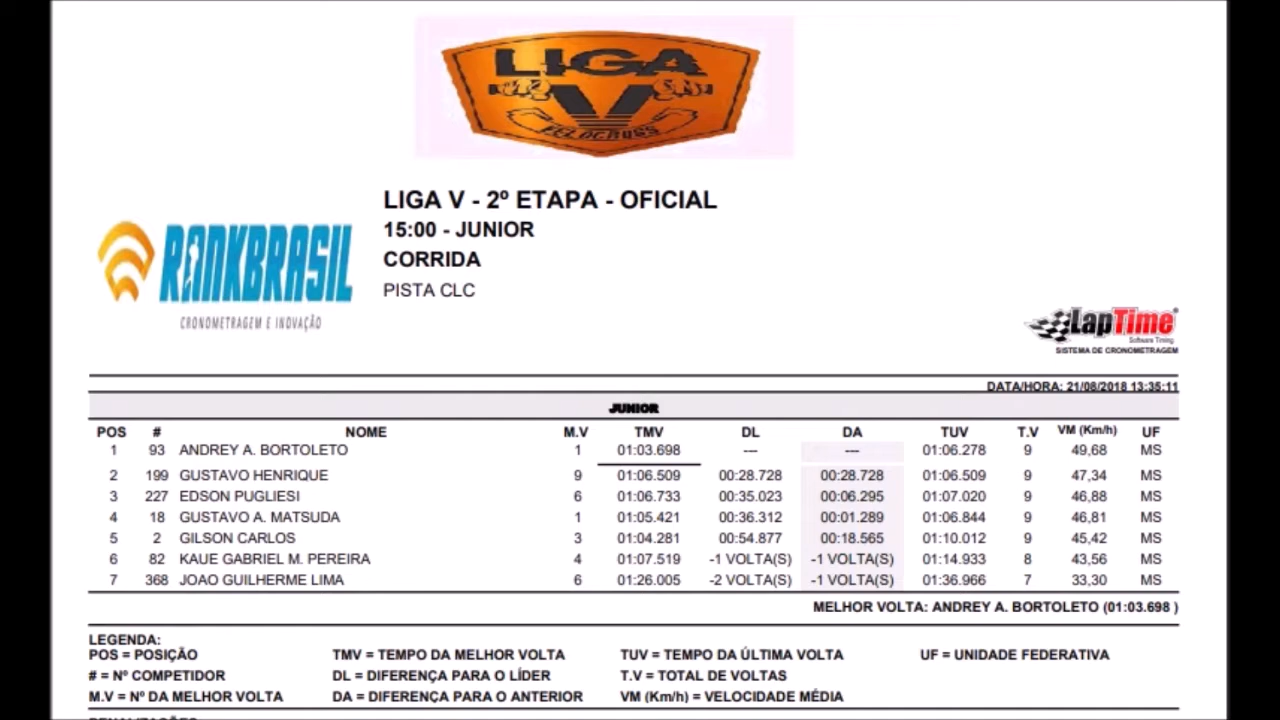 LIGA
V
VELOCROSS
LIGA V - 2º ETAPA - OFICIAL
15:00 - JUNIOR
CORRIDA
PISTA CLC
RANKBRASIL
CRONOMETRAGEM E INOVAÇÃO
LapTime
Software Timing
SISTEMA DE CRONOMETRAGEM
DATA/HORA: 21/08/2018 13:35:11
JUNIOR
POS # NOME M.V TMV DL DA TUV T.V VM (Km/h) UF
1 93 ANDREY A. BORTOLETO 1 01:03.698 --- --- 01:06.278 9 49,68 MS
2 199 GUSTAVO HENRIQUE 9 01:06.509 00:28.728 00:28.728 01:06.509 9 47,34 MS
3 227 EDSON PUGLIESI 6 01:06.733 00:35.023 00:06.295 01:07.020 9 46,88 MS
4 18 GUSTAVO A. MATSUDA 1 01:05.421 00:36.312 00:01.289 01:06.844 9 46,81 MS
5 2 GILSON CARLOS 3 01:04.281 00:54.877 00:18.565 01:10.012 9 45,42 MS
6 82 KAUE GABRIEL M. PEREIRA 4 01:07.519 -1 VOLTA(S) -1 VOLTA(S) 01:14.933 8 43,56 MS
7 368 JOAO GUILHERME LIMA 6 01:26.005 -2 VOLTA(S) -1 VOLTA(S) 01:36.966 7 33,30 MS
MELHOR VOLTA: ANDREY A. BORTOLETO (01:03.698 )
LEGENDA:
POS = POSIÇÃO TMV = TEMPO DA MELHOR VOLTA TUV = TEMPO DA ÚLTIMA VOLTA UF = UNIDADE FEDERATIVA
# = Nº COMPETIDOR DL = DIFERENÇA PARA O LÍDER T.V = TOTAL DE VOLTAS
M.V = Nº DA MELHOR VOLTA DA = DIFERENÇA PARA O ANTERIOR VM (Km/h) = VELOCIDADE MÉDIA